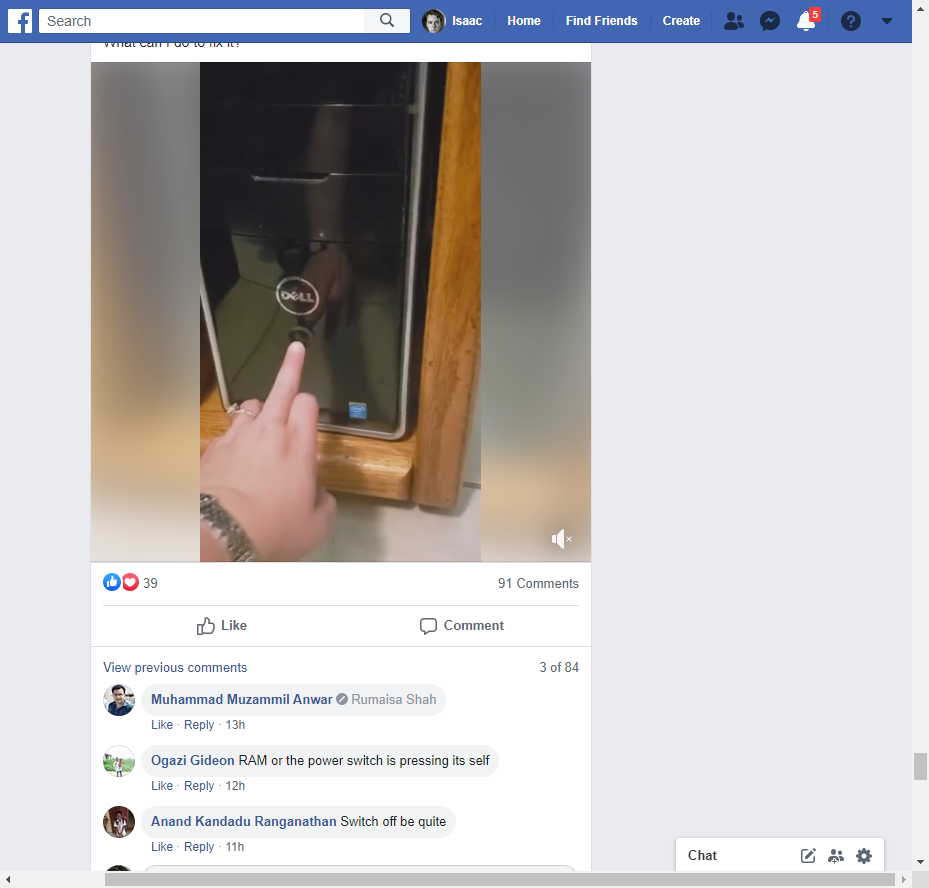 Search
Isaac
Home
Find Friends
Create
5
What can I do to fix it?
DELL
39
91 Comments
Like
Comment
View previous comments
3 of 84
Muhammad Muzammil Anwar Rumaisa Shah
Like · Reply · 13h
Ogazi Gideon RAM or the power switch is pressing its self
Like · Reply · 12h
Anand Kandadu Ranganathan Switch off be quite
Like · Reply · 11h
Chat